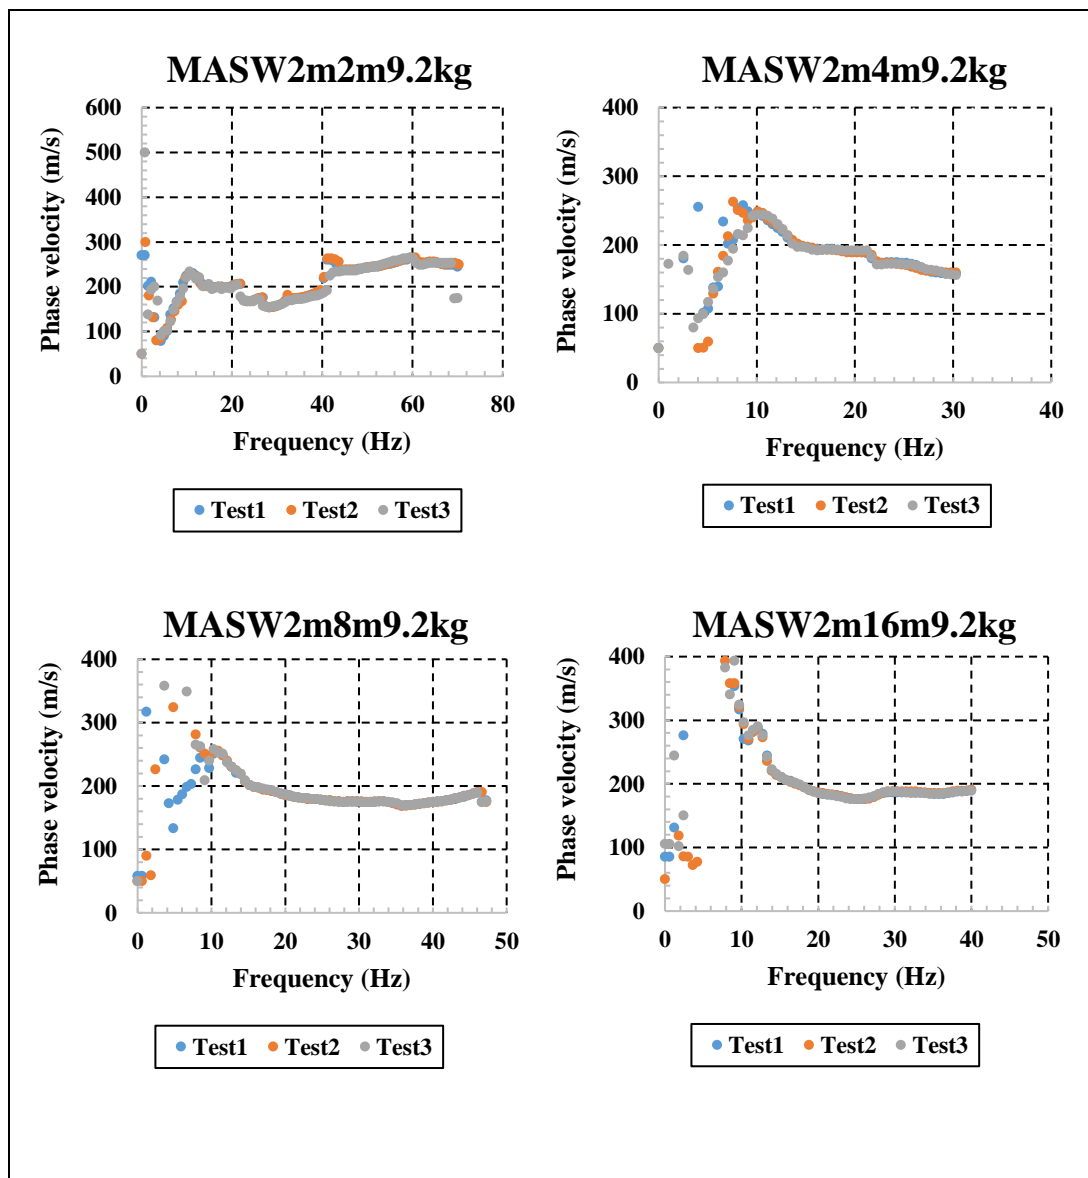 MASW2m2m9.2kg
Phase velocity (m/s)
600
500
400
300
200
100
0
0 20 40 60 80
Frequency (Hz)
Test1 Test2 Test3
MASW2m4m9.2kg
Phase velocity (m/s)
400
300
200
100
0
0 10 20 30 40
Frequency (Hz)
Test1 Test2 Test3
MASW2m8m9.2kg
Phase velocity (m/s)
400
300
200
100
0
0 10 20 30 40 50
Frequency (Hz)
Test1 Test2 Test3
MASW2m16m9.2kg
Phase velocity (m/s)
400
300
200
100
0
0 10 20 30 40 50
Frequency (Hz)
Test1 Test2 Test3